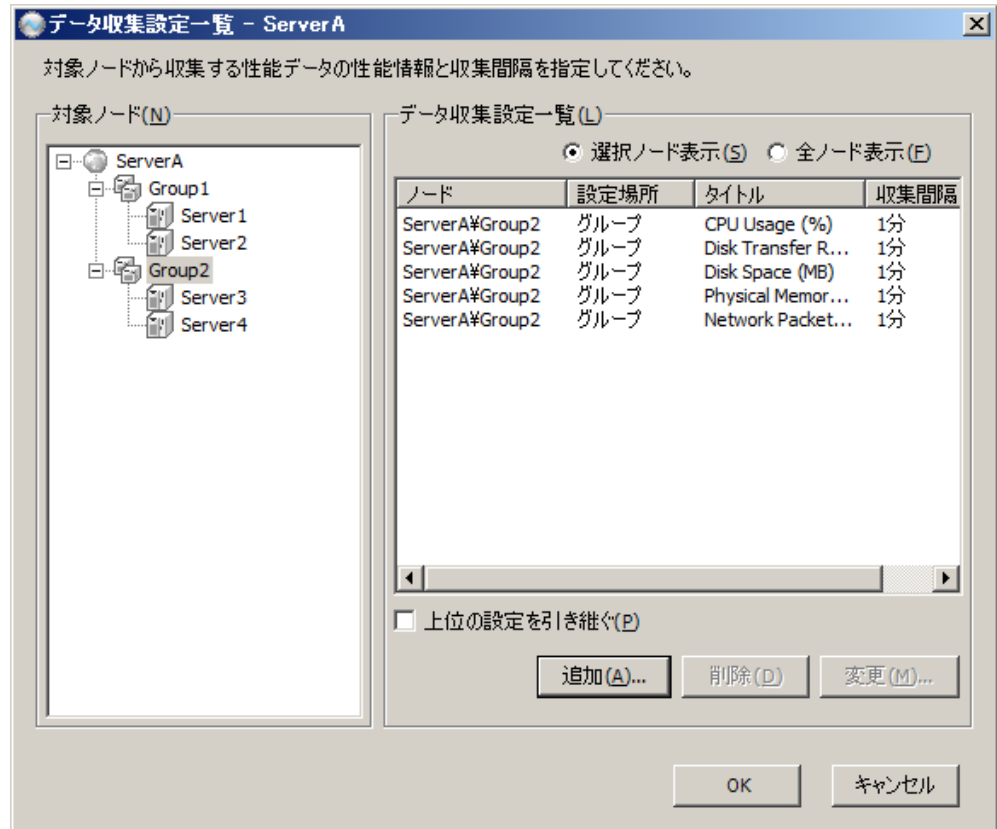 データ収集設定一覧 - ServerA
対象ノードから収集する性能データの性能情報と収集間隔を指定してください。
対象ノード(N)
ServerA
Group1
Server1
Server2
Group2
Server3
Server4
データ収集設定一覧(L)
選択ノード表示(S) 全ノード表示(F)
ノード 設定場所 タイトル 収集間隔
ServerA¥Group2 グループ CPU Usage (%) 1分
ServerA¥Group2 グループ Disk Transfer R... 1分
ServerA¥Group2 グループ Disk Space (MB) 1分
ServerA¥Group2 グループ Physical Memor... 1分
ServerA¥Group2 グループ Network Packet... 1分
上位の設定を引き継ぐ(P)
追加(A)... 削除(D) 変更(M)...
OK キャンセル